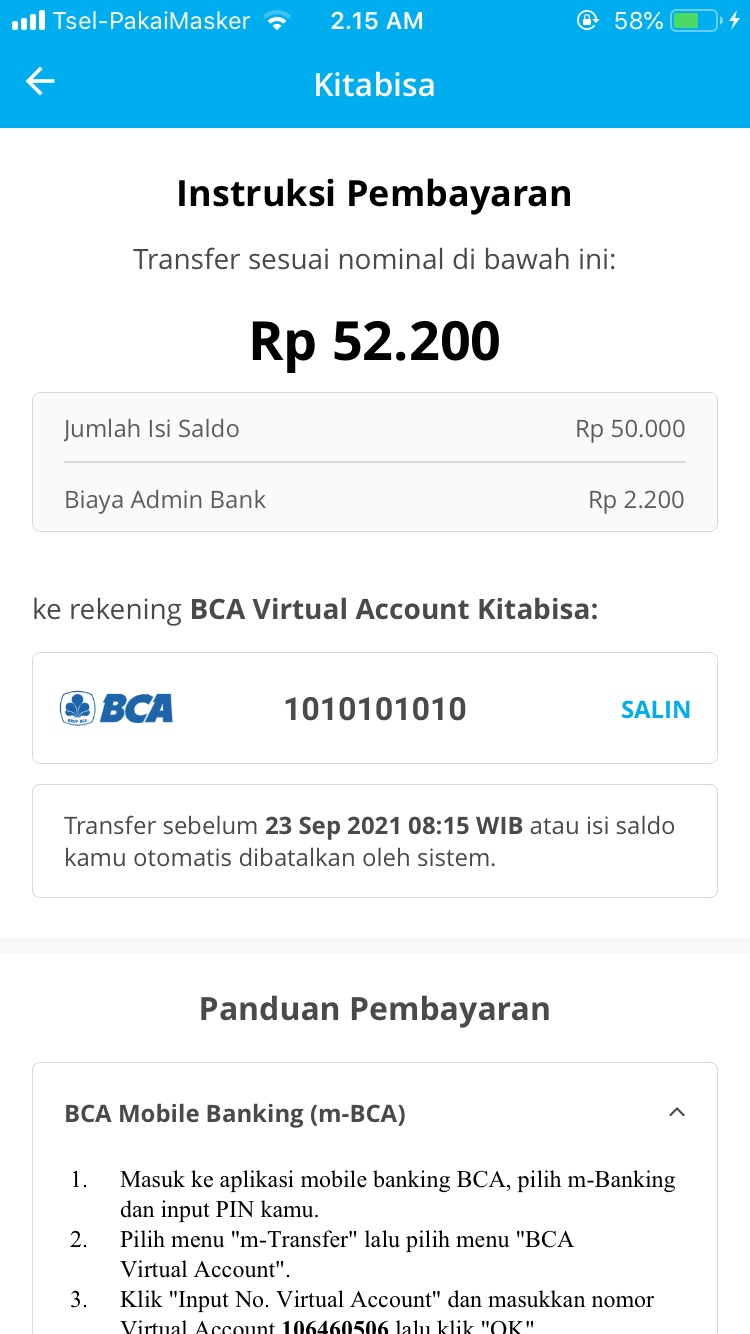 Tsel-PakaiMasker 2.15 AM 58%
Kitabisa
Instruksi Pembayaran
Transfer sesuai nominal di bawah ini:
Rp 52.200
Jumlah Isi Saldo Rp 50.000
Biaya Admin Bank Rp 2.200
ke rekening BCA Virtual Account Kitabisa:
BCA 1010101010 SALIN
Transfer sebelum 23 Sep 2021 08:15 WIB atau isi saldo
kamu otomatis dibatalkan oleh sistem.
Panduan Pembayaran
BCA Mobile Banking (m-BCA)
1. Masuk ke aplikasi mobile banking BCA, pilih m-Banking
dan input PIN kamu.
2. Pilih menu "m-Transfer" lalu pilih menu "BCA
Virtual Account".
3. Klik "Input No. Virtual Account" dan masukkan nomor
Virtual Account 106460506 lalu klik "OK"